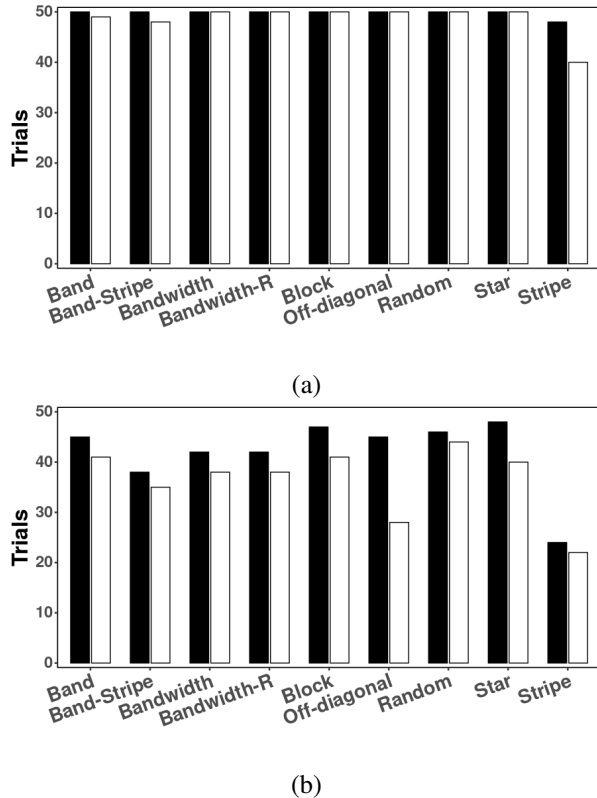 50
40
30
20
10
0
Trials
Band
Band-Stripe
Bandwidth
Bandwidth-R
Block
Off-diagonal
Random
Star
Stripe
(a)
50
40
30
20
10
0
Trials
Band
Band-Stripe
Bandwidth
Bandwidth-R
Block
Off-diagonal
Random
Star
Stripe
(b)